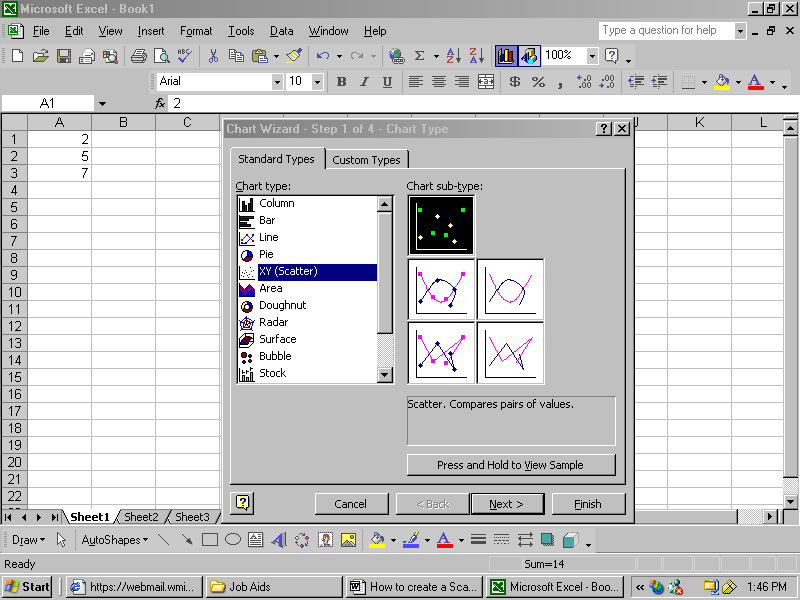 Microsoft Excel - Book1
File Edit View Insert Format Tools Data Window Help
Type a question for help
Σ A Z Z A 100% ?
Arial 10 B I U $ % ,
A1 fx 2
A B C J K L
1 2
2 5
3 7
4
5
6
7
8
9
10
11
12
13
14
15
16
17
18
19
20
21
22
Chart Wizard - Step 1 of 4 - Chart Type
Standard Types Custom Types
Chart type: Chart sub-type:
Column
Bar
Line
Pie
XY (Scatter)
Area
Doughnut
Radar
Surface
Bubble
Stock
Scatter. Compares pairs of values.
Press and Hold to View Sample
Cancel < Back Next > Finish
Sheet1 Sheet2 Sheet3
Draw AutoShapes
Ready Sum=14
Start https://webmail.wmi... Job Aids How to create a Sca... Microsoft Excel - Boo... « 1:46 PM